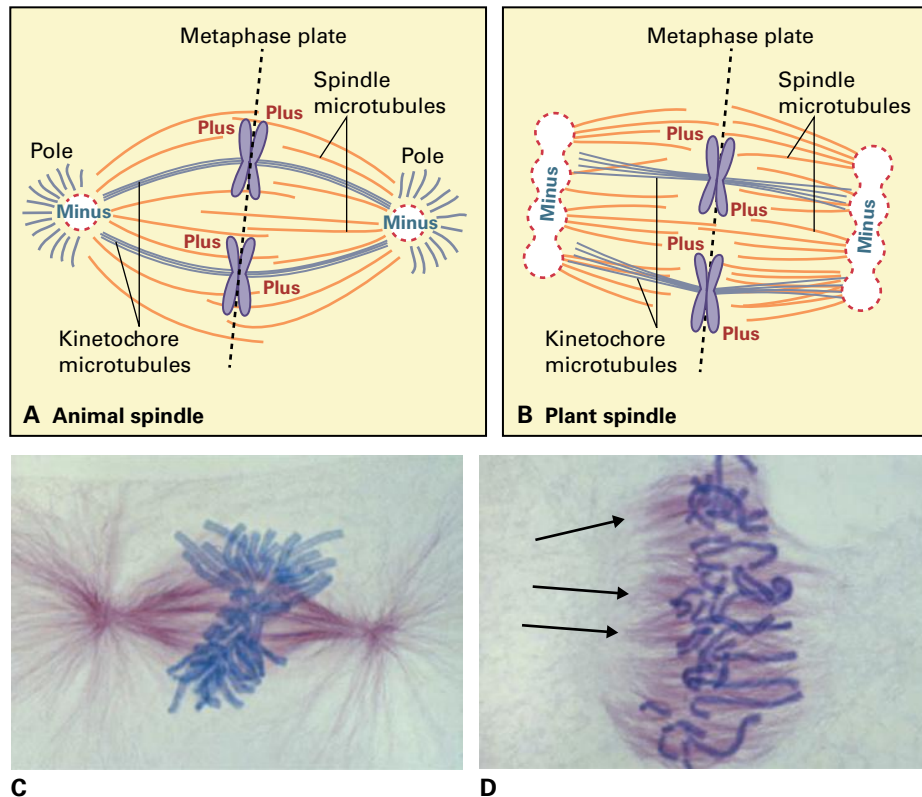 Metaphase plate
Spindle
microtubules
Plus
Plus
Pole
Pole
Minus
Minus
Plus
Plus
Kinetochore
microtubules
A Animal spindle
Metaphase plate
Spindle
microtubules
Plus
Minus
Minus
Plus
Plus
Kinetochore
microtubules
Plus
B Plant spindle
C
D